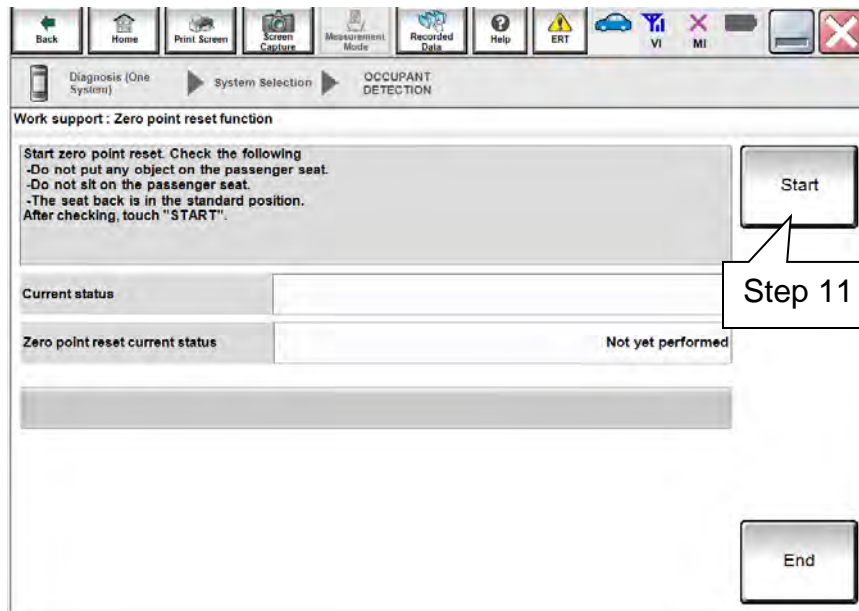 Back
Home
Print Screen
Screen
Capture
Measurement
Mode
Recorded
Data
Help
ERT
VI
MI
Diagnosis (One
System)
System Selection
OCCUPANT
DETECTION
Work support : Zero point reset function
Start zero point reset. Check the following
-Do not put any object on the passenger seat.
-Do not sit on the passenger seat.
-The seat back is in the standard position.
After checking, touch "START".
Start
Step 11
Current status
Zero point reset current status
Not yet performed
End